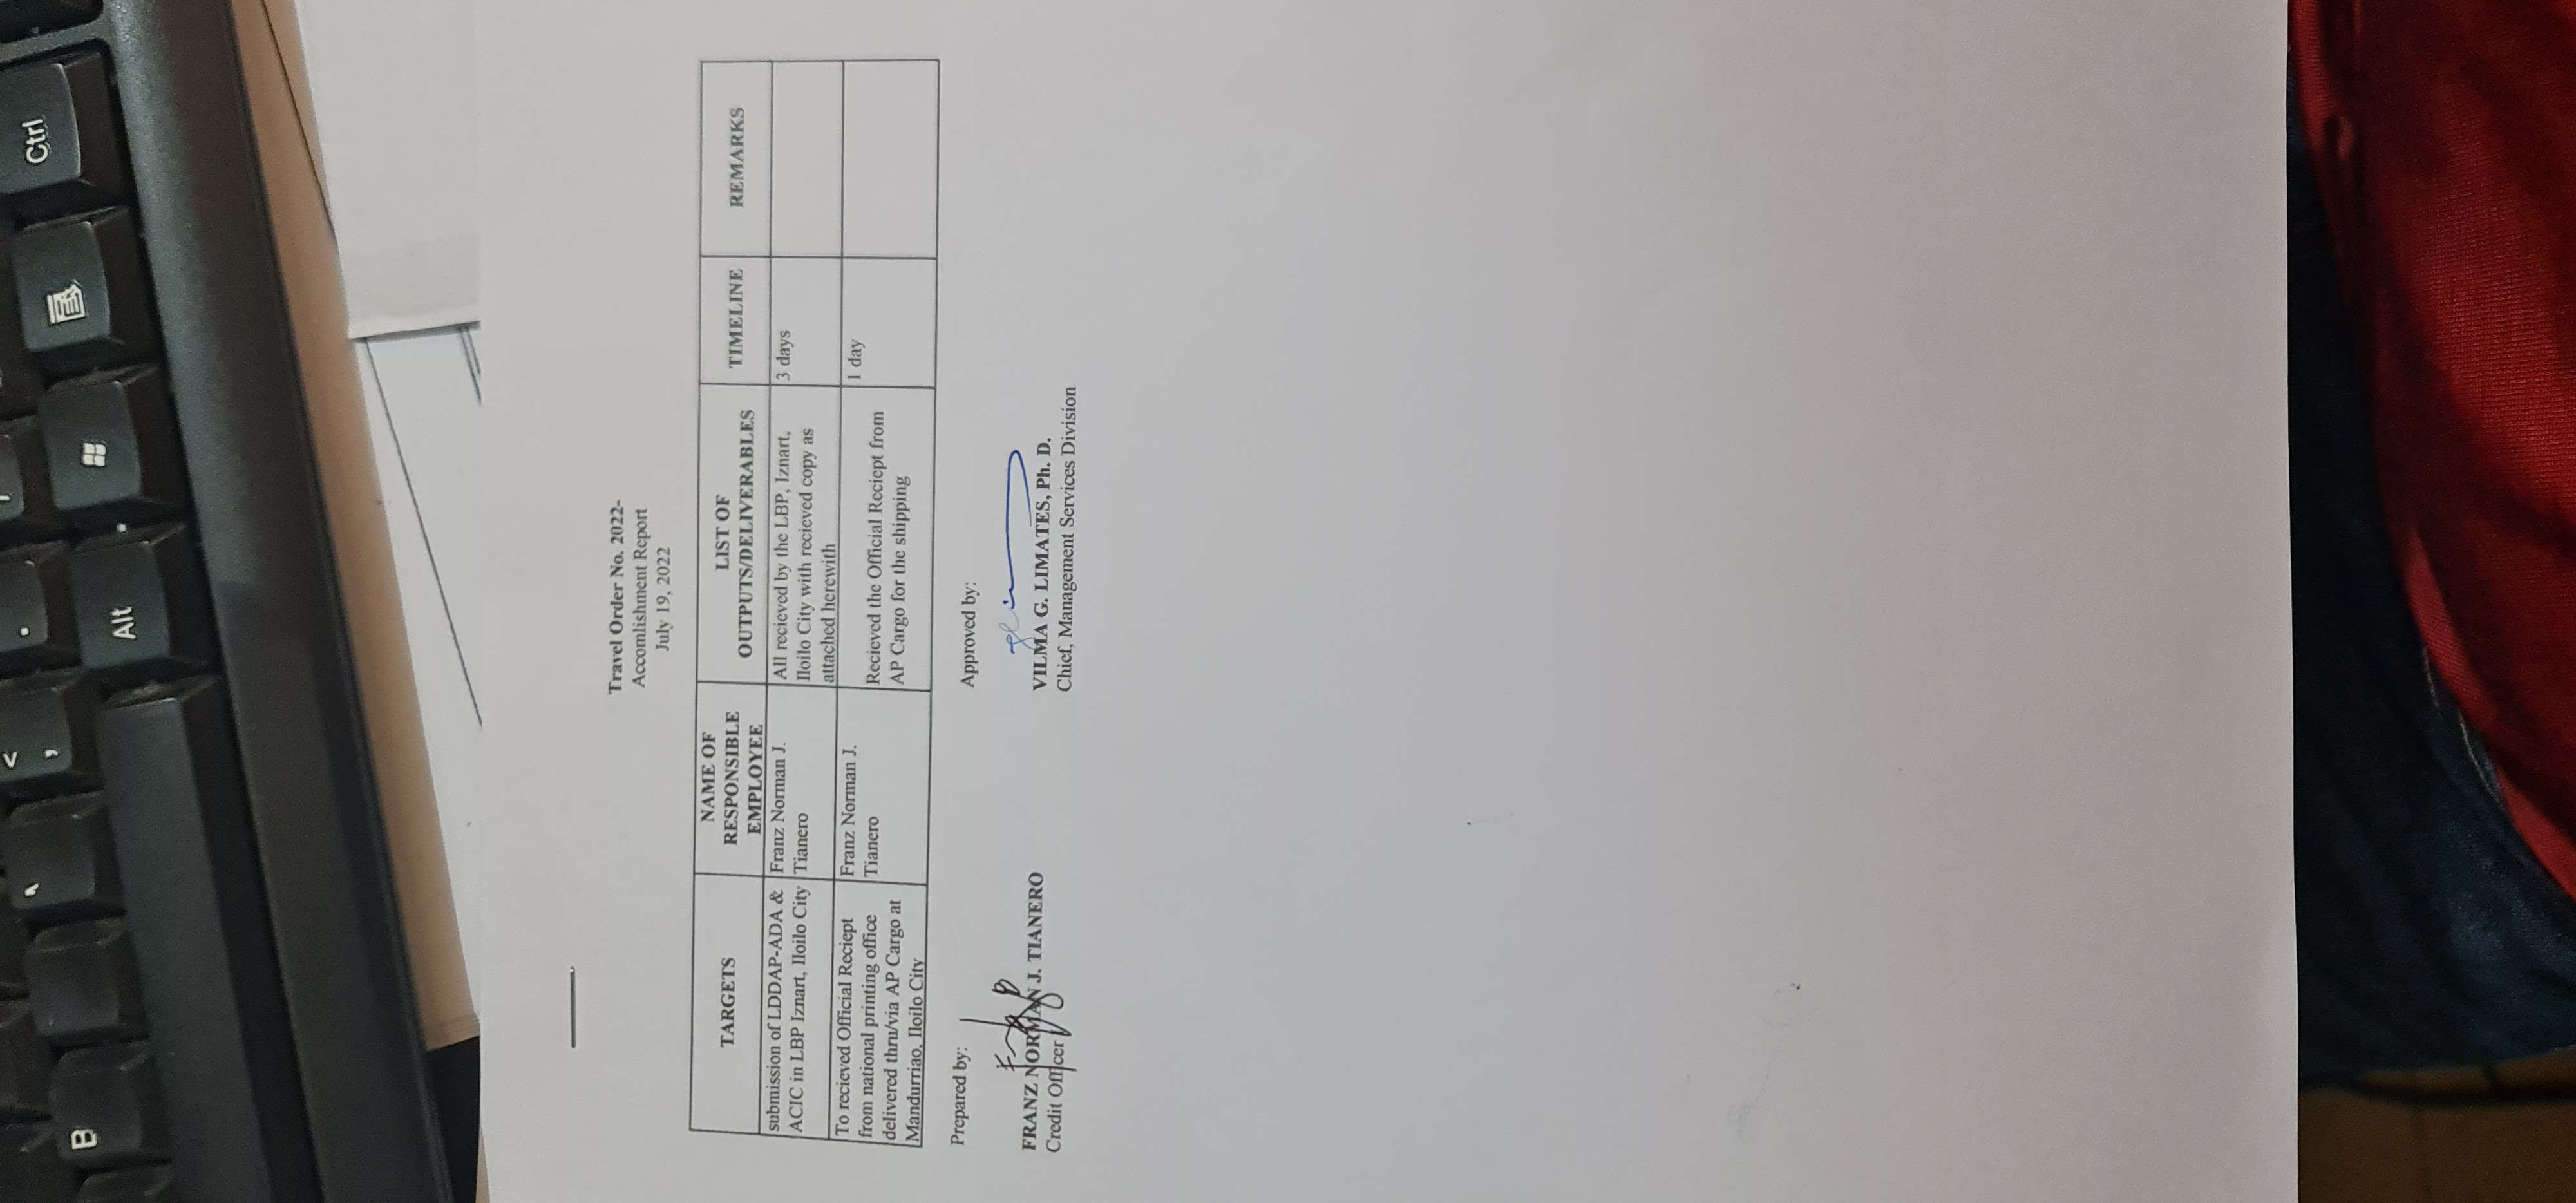 B
<
,
.
Alt
Ctrl
Travel Order No. 2022-
Accomlishment Report
July 19, 2022
TARGETS
NAME OF
RESPONSIBLE
EMPLOYEE
LIST OF
OUTPUTS/DELIVERABLES
TIMELINE
REMARKS
submission of LDDAP-ADA &
ACIC in LBP Iznart, Iloilo City
Franz Norman J.
Tianero
All recieved by the LBP, Iznart,
Iloilo City with recieved copy as
attached herewith
3 days
To recieved Official Reciept
from national printing office
delivered thru/via AP Cargo at
Mandurriao, Iloilo City
Franz Norman J.
Tianero
Recieved the Official Reciept from
AP Cargo for the shipping
1 day
Prepared by:
FRANZ NORMAN J. TIANERO
Credit Officer
Approved by:
VILMA G. LIMATES, Ph. D.
Chief, Management Services Division